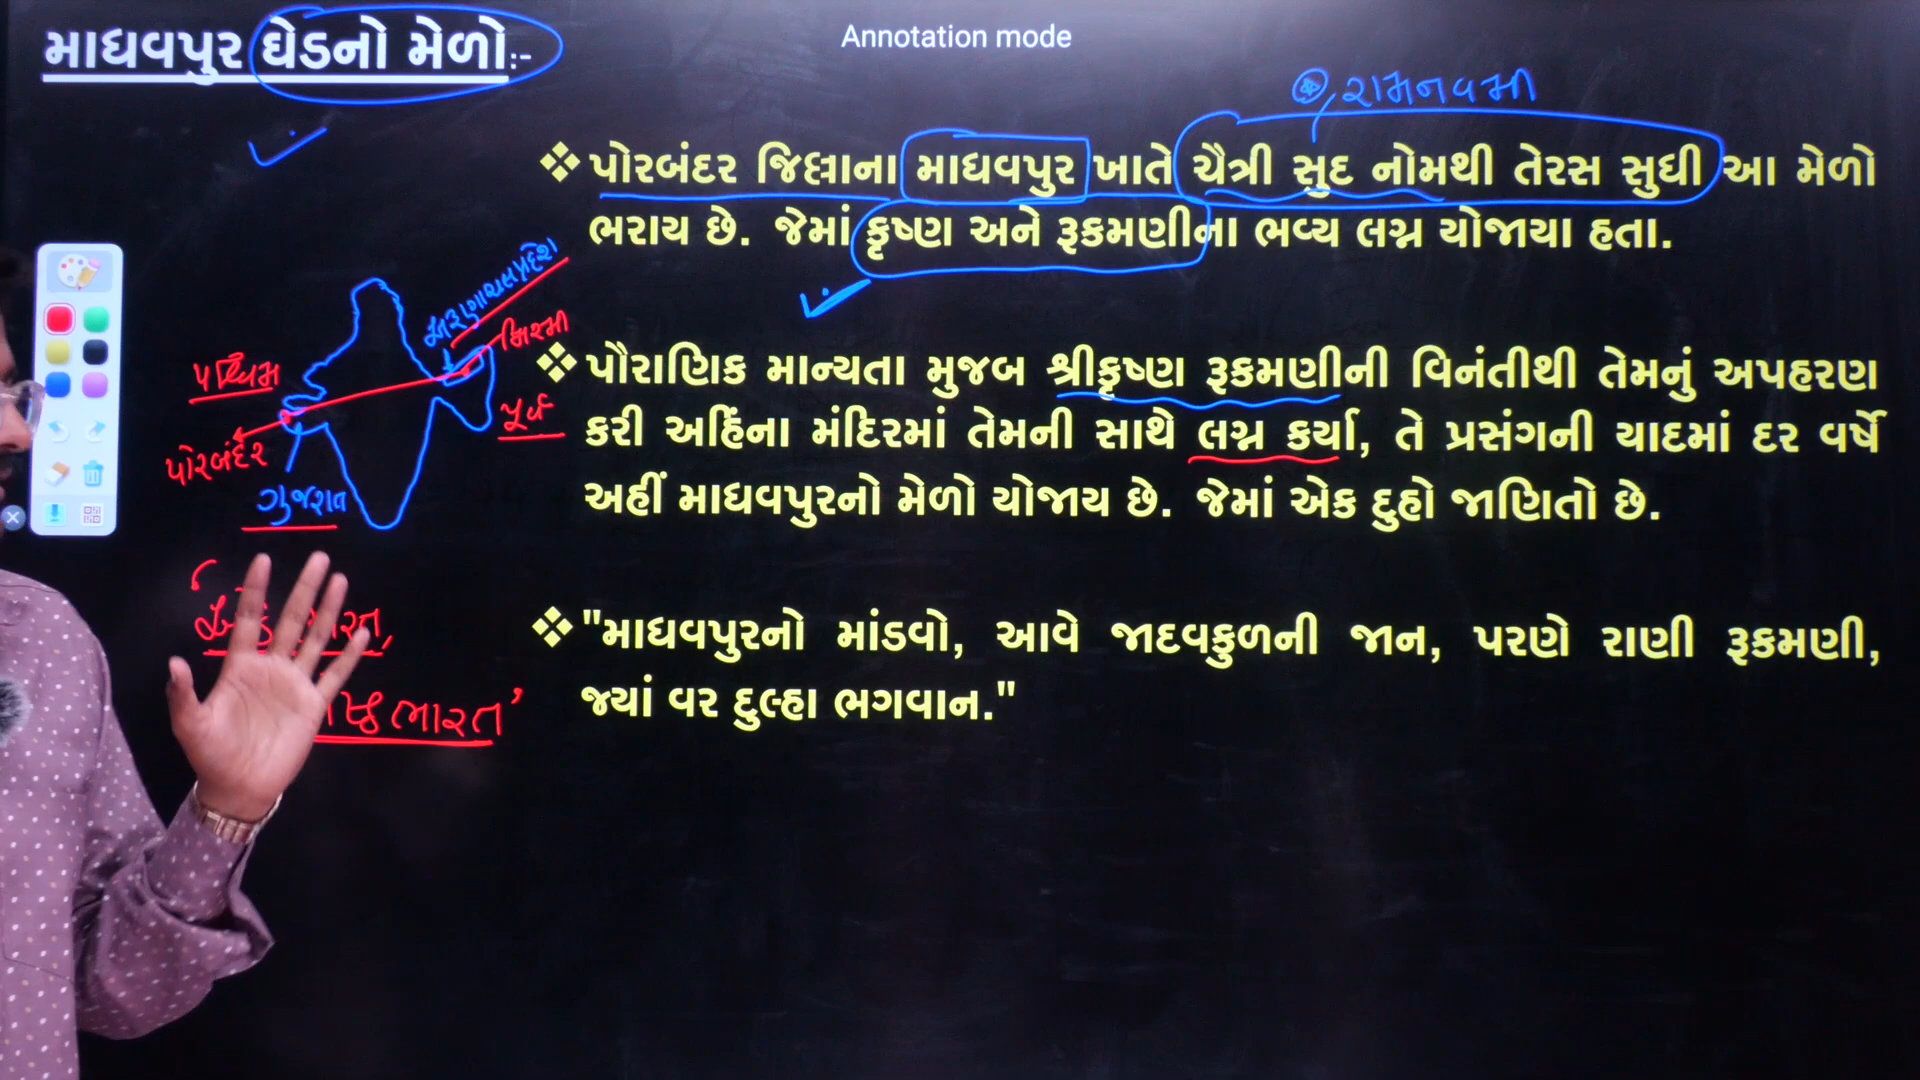 માધવપુર ઘેડનો મેળો:-
Annotation mode
રામનવમી
❖ પોરબંદર જિલ્લાના માધવપુર ખાતે ચૈત્રી સુદ નોમથી તેરસ સુધી આ મેળો
ભરાય છે. જેમાં કૃષ્ણ અને રૂકમણીના ભવ્ય લગ્ન યોજાયા હતા.
અરુણાચલપ્રદેશ
મિશ્મી
પશ્ચિમ
પૂર્વ
પોરબંદર
ગુજરાત
❖ પૌરાણિક માન્યતા મુજબ શ્રીકૃષ્ણ રૂકમણીની વિનંતીથી તેમનું અપહરણ
કરી અહિંના મંદિરમાં તેમની સાથે લગ્ન કર્યા, તે પ્રસંગની યાદમાં દર વર્ષે
અહીં માધવપુરનો મેળો યોજાય છે. જેમાં એક દુહો જાણિતો છે.
❖ "માધવપુરનો માંડવો, આવે જાદવકુળની જાન, પરણે રાણી રૂકમણી,
જ્યાં વર દુલ્હા ભગવાન."
ભારત'